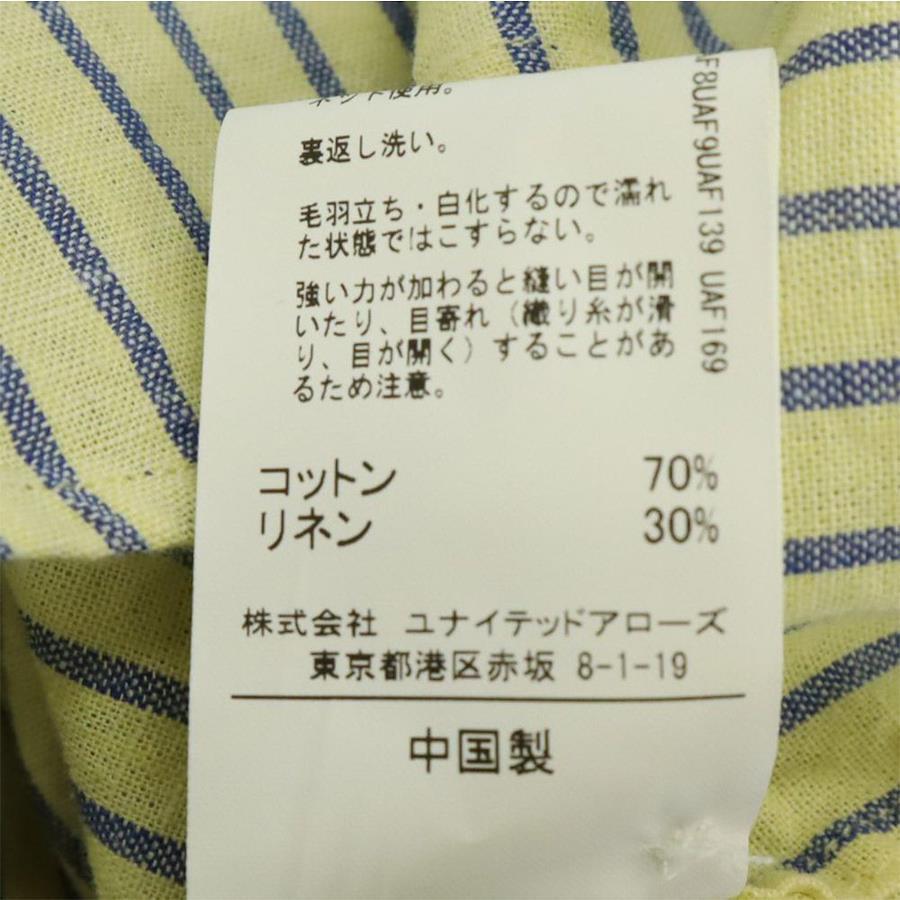 ネット使用。
裏返し洗い。
毛羽立ち・白化するので濡れ
た状態ではこすらない。
強い力が加わると縫い目が開
いたり、目寄れ（織り糸が滑
り、目が開く）することがあ
るため注意。
コットン 70%
リネン 30%
株式会社 ユナイテッドアローズ
東京都港区赤坂 8-1-19
中国製
F8UAF9UAF139 UAF169